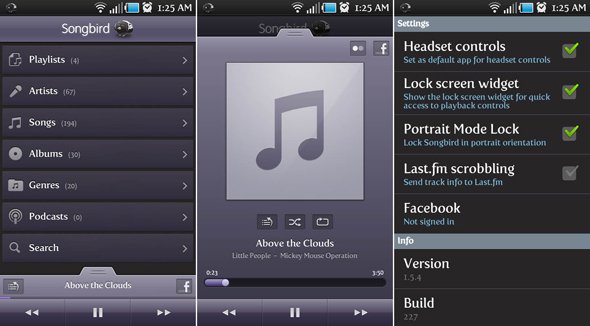 1:25 AM
Songbird
Playlists (4)
Artists (67)
Songs (194)
Albums (30)
Genres (20)
Podcasts (0)
Search
Above the Clouds
f
1:25 AM
Songbird
f
Above the Clouds
Little People – Mickey Mouse Operation
0:23 3:50
1:25 AM
Settings
Headset controls
Set as default app for headset controls
Lock screen widget
Show the lock screen widget for quick
access to playback controls
Portrait Mode Lock
Lock Songbird in portrait orientation
Last.fm scrobbling
Send track info to Last.fm
Facebook
Not signed in
Info
Version
1.5.4
Build
227